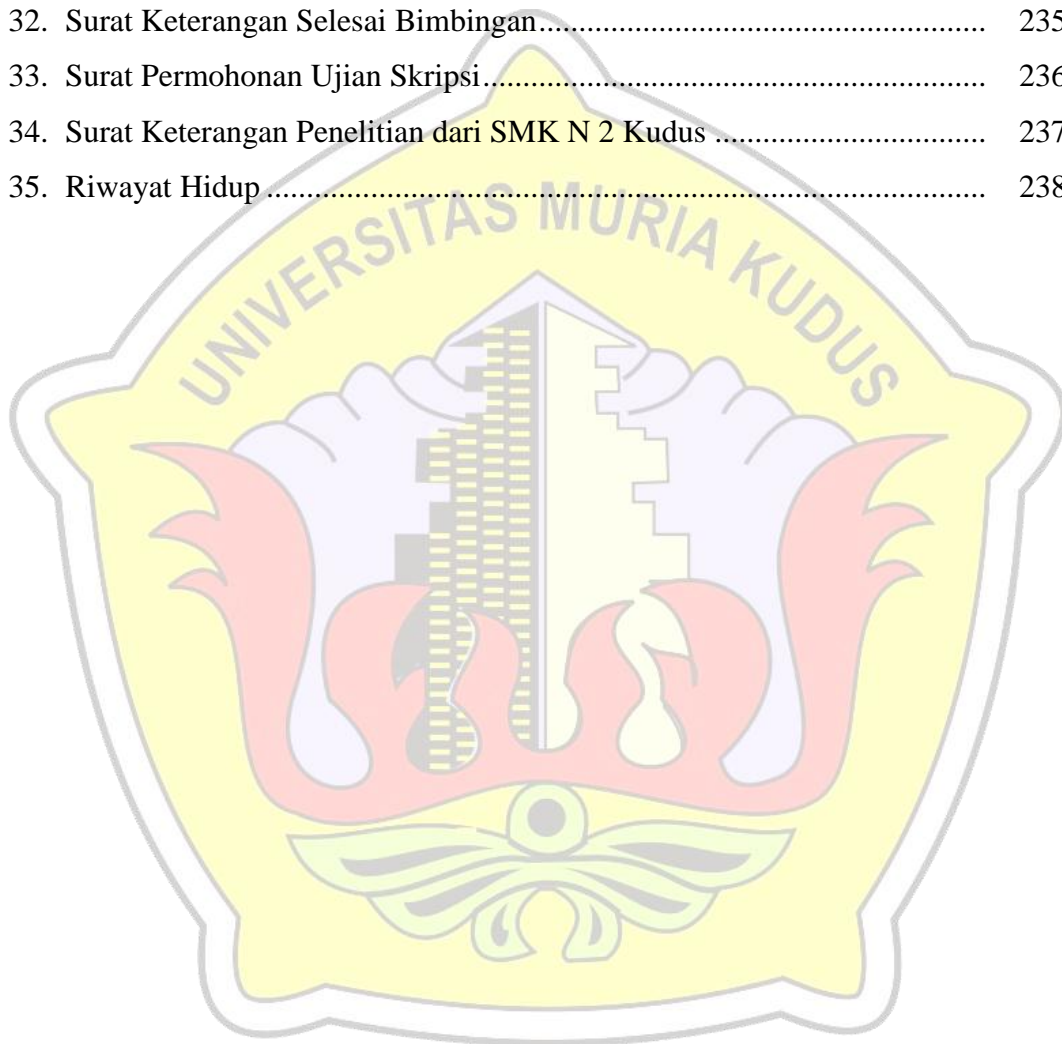 32. Surat Keterangan Selesai Bimbingan.................................................................... 235
33. Surat Permohonan Ujian Skripsi............................................................................. 236
34. Surat Keterangan Penelitian dari SMK N 2 Kudus ......................................... 237
35. Riwayat Hidup ............................................................................................................. 238
UNIVERSITAS MURIA KUDUS